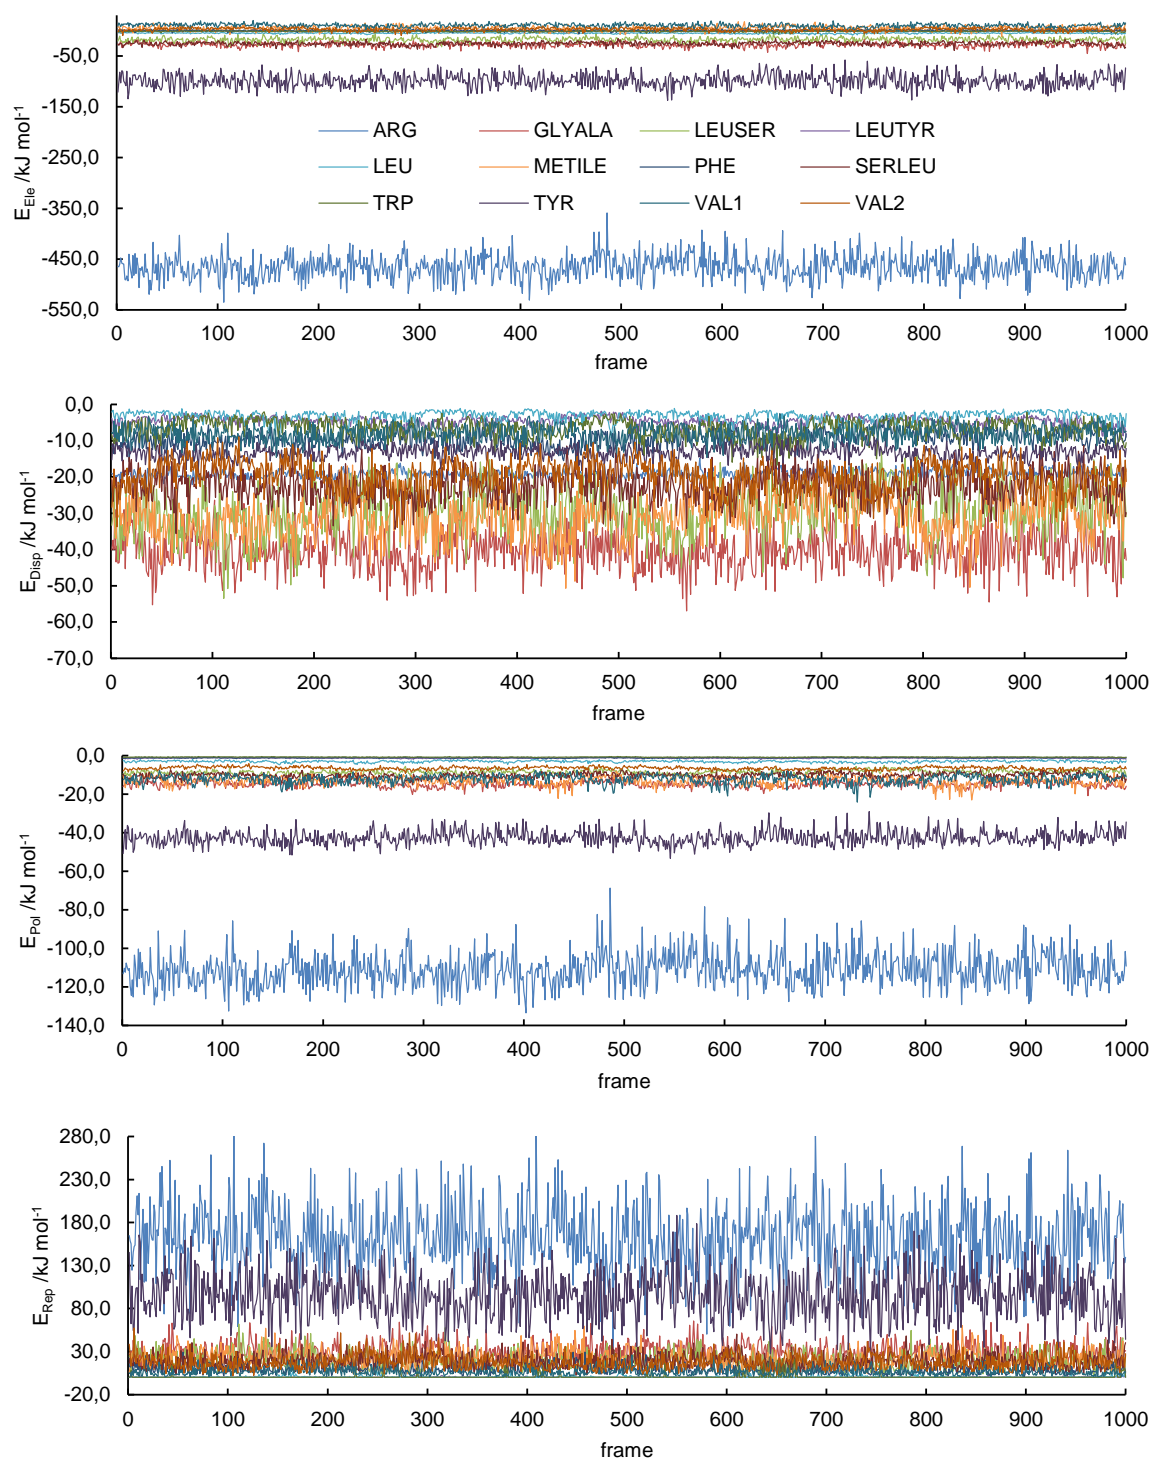 -50,0
-150,0
-250,0
-350,0
-450,0
-550,0
E_Ele /kJ mol⁻¹
ARG GLYALA LEUSER LEUTYR
LEU METILE PHE SERLEU
TRP TYR VAL1 VAL2
0 100 200 300 400 500 600 700 800 900 1000
frame
0,0
-10,0
-20,0
-30,0
-40,0
-50,0
-60,0
-70,0
E_Disp /kJ mol⁻¹
0 100 200 300 400 500 600 700 800 900 1000
frame
0,0
-20,0
-40,0
-60,0
-80,0
-100,0
-120,0
-140,0
E_Pol /kJ mol⁻¹
0 100 200 300 400 500 600 700 800 900 1000
frame
280,0
230,0
180,0
130,0
80,0
30,0
-20,0
E_Rep /kJ mol⁻¹
0 100 200 300 400 500 600 700 800 900 1000
frame